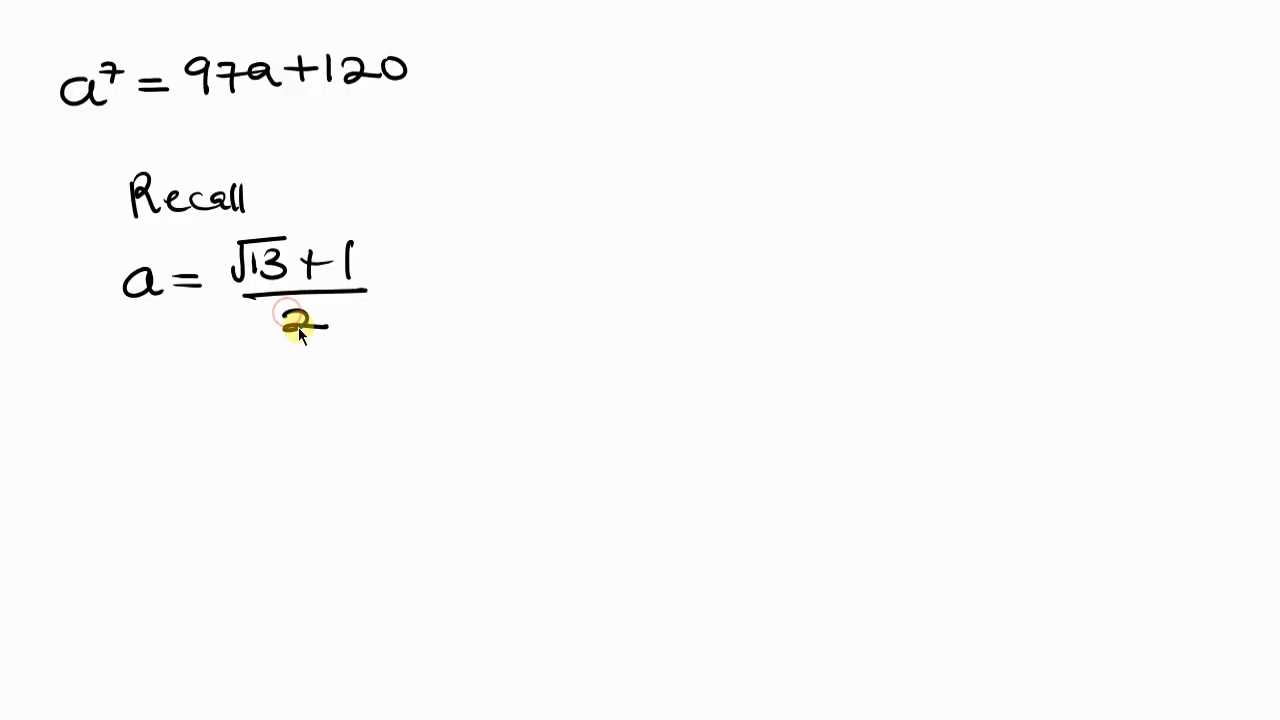 a⁷ = 97a + 120
Recall
a = (√13 + 1)/2